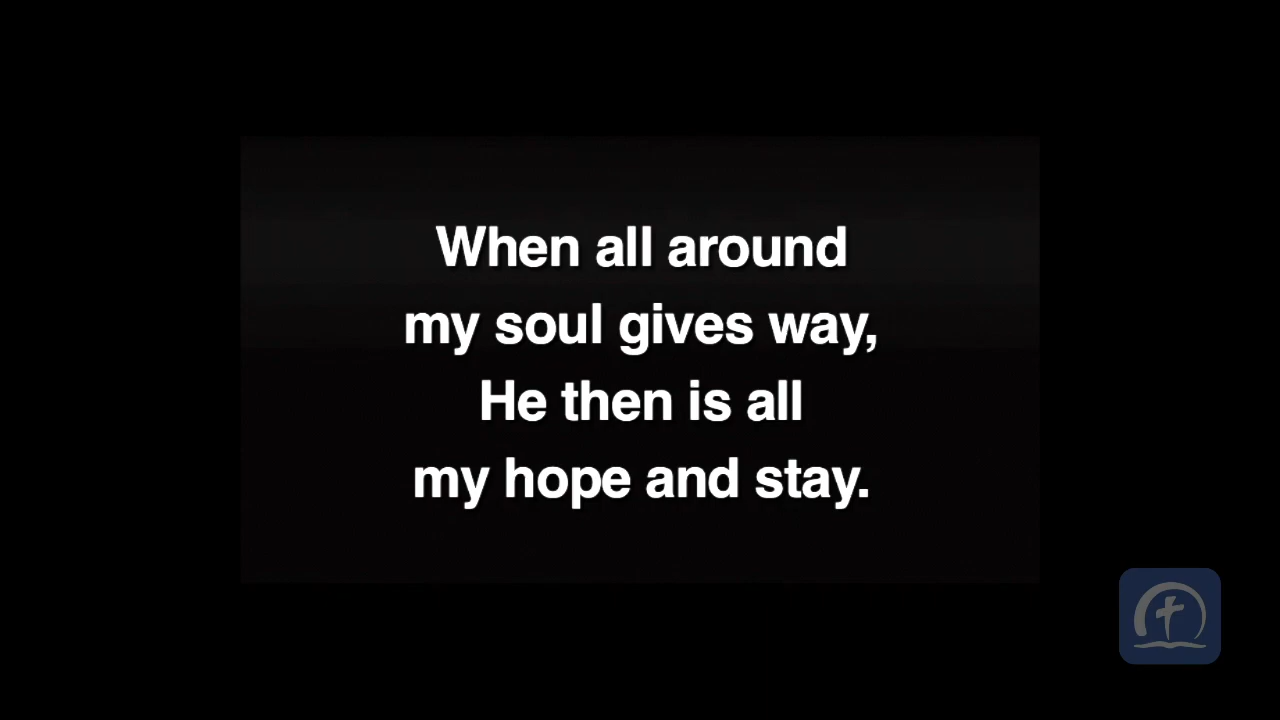 When all around
my soul gives way,
He then is all
my hope and stay.